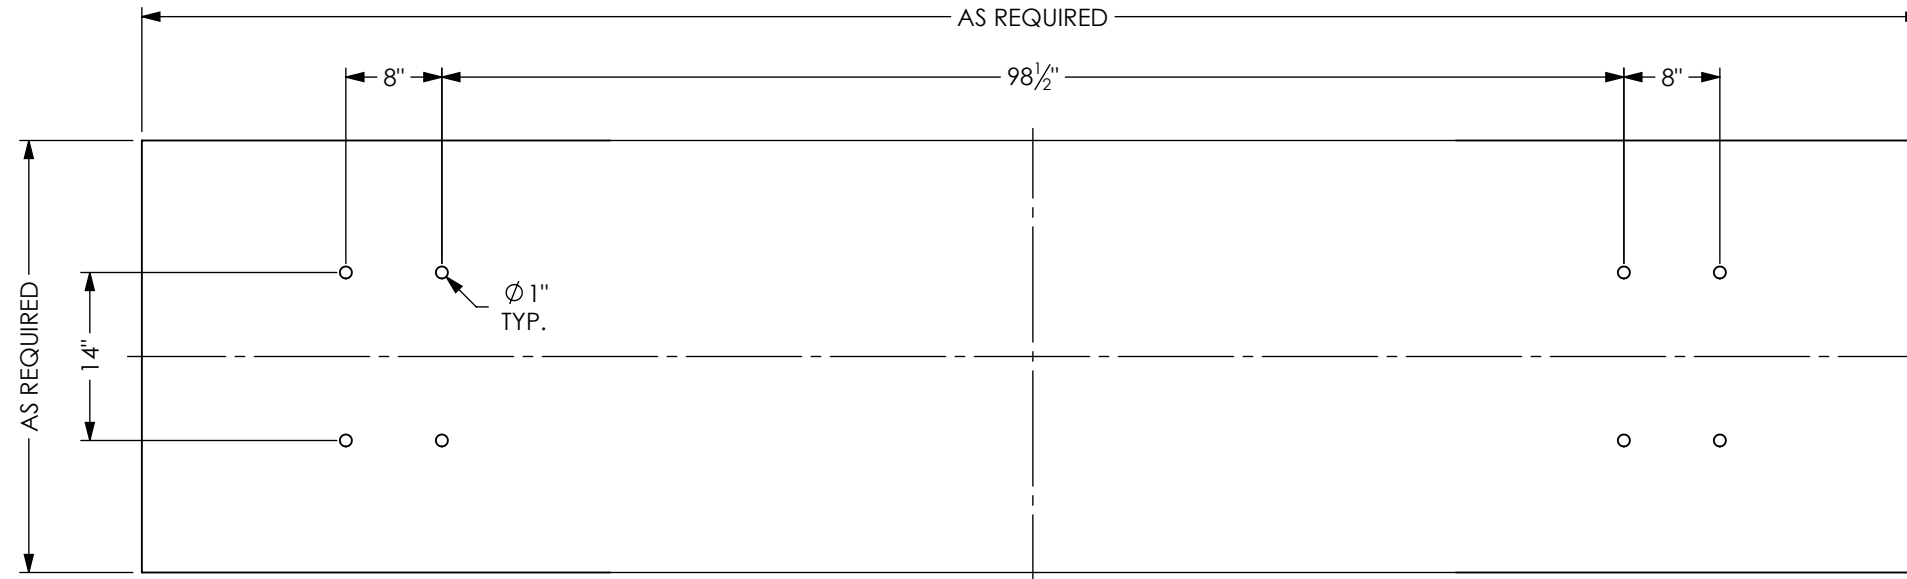 AS REQUIRED
8"
98½"
8"
Ø 1"
TYP.
14"
AS REQUIRED